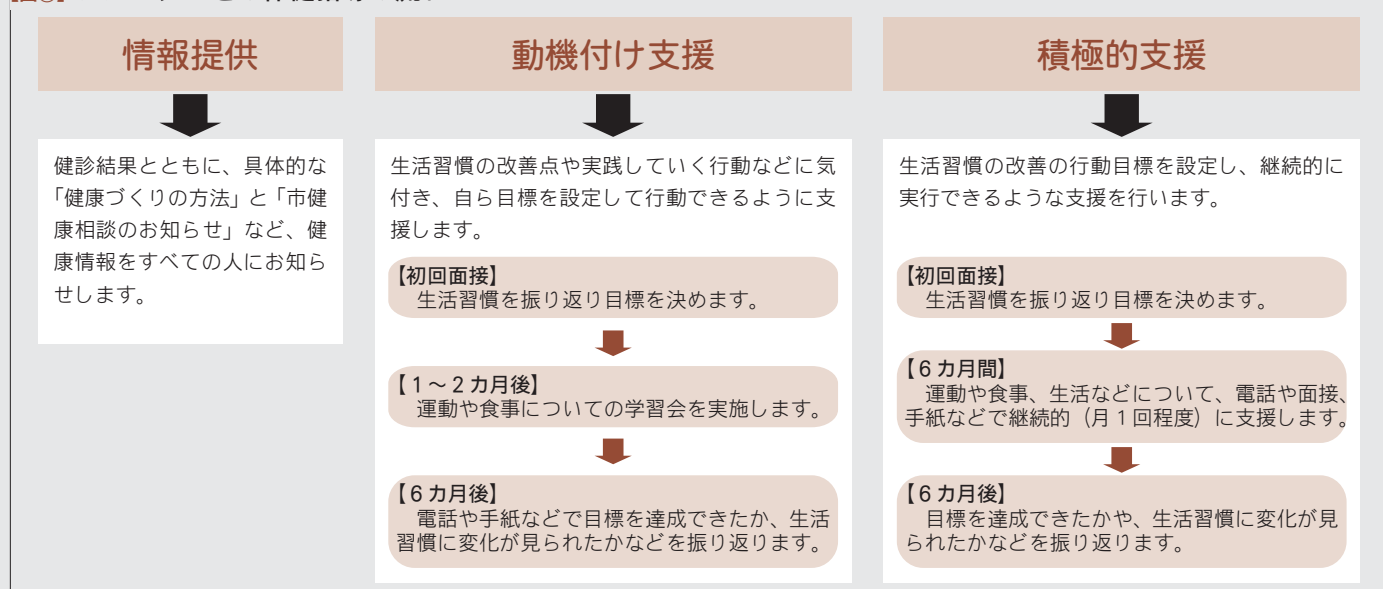 情報提供
健診結果とともに、具体的な
「健康づくりの方法」と「市健
康相談のお知らせ」など、健
康情報をすべての人にお知ら
せします。
動機付け支援
生活習慣の改善点や実践していく行動などに気
付き、自ら目標を設定して行動できるように支
援します。
【初回面接】
生活習慣を振り返り目標を決めます。
【1~2カ月後】
運動や食事についての学習会を実施します。
【6カ月後】
電話や手紙などで目標を達成できたか、生活
習慣に変化が見られたかなどを振り返ります。
積極的支援
生活習慣の改善の行動目標を設定し、継続的に
実行できるような支援を行います。
【初回面接】
生活習慣を振り返り目標を決めます。
【6カ月間】
運動や食事、生活などについて、電話や面接、
手紙などで継続的(月1回程度)に支援します。
【6カ月後】
目標を達成できたかや、生活習慣に変化が見
られたかなどを振り返ります。